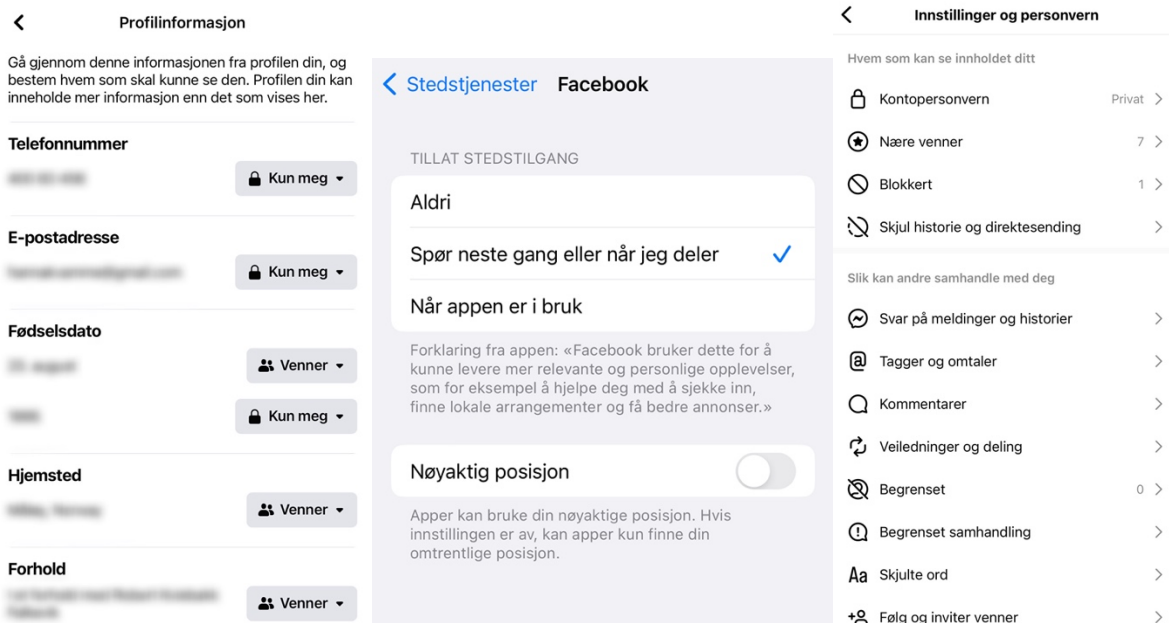 Profilinformasjon
Gå gjennom denne informasjonen fra profilen din, og
bestem hvem som skal kunne se den. Profilen din kan
inneholde mer informasjon enn det som vises her.
Telefonnummer
Kun meg
E-postadresse
Kun meg
Fødselsdato
Venner
Kun meg
Hjemsted
Venner
Forhold
Venner
Stedstjenester Facebook
TILLAT STEDSTILGANG
Aldri
Spør neste gang eller når jeg deler
Når appen er i bruk
Forklaring fra appen: «Facebook bruker dette for å
kunne levere mer relevante og personlige opplevelser,
som for eksempel å hjelpe deg med å sjekke inn,
finne lokale arrangementer og få bedre annonser.»
Nøyaktig posisjon
Apper kan bruke din nøyaktige posisjon. Hvis
innstillingen er av, kan apper kun finne din
omtrentlige posisjon.
Innstillinger og personvern
Hvem som kan se innholdet ditt
Kontopersonvern Privat
Nære venner 7
Blokkert 1
Skjul historie og direktesending
Slik kan andre samhandle med deg
Svar på meldinger og historier
Tagger og omtaler
Kommentarer
Veiledninger og deling
Begrenset 0
Begrenset samhandling
Aa Skjulte ord
Følg og inviter venner